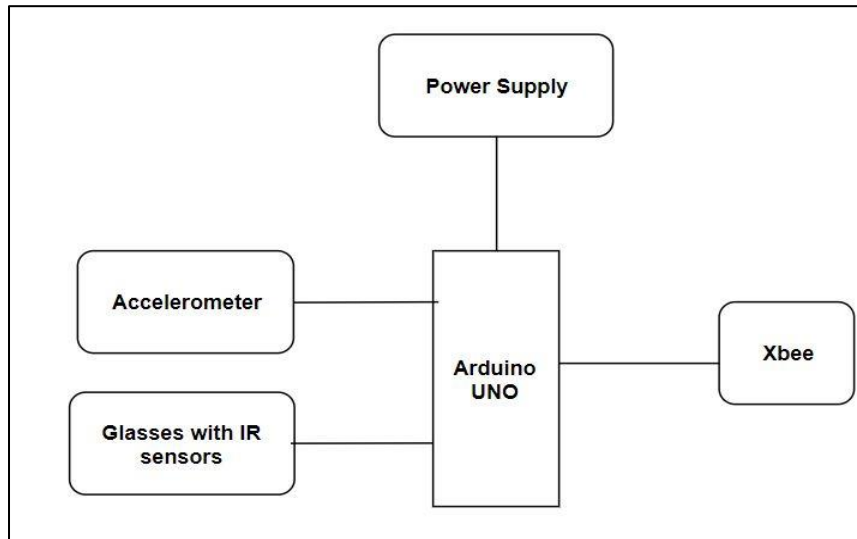 Power Supply
Accelerometer
Xbee
Arduino
UNO
Glasses with IR
sensors